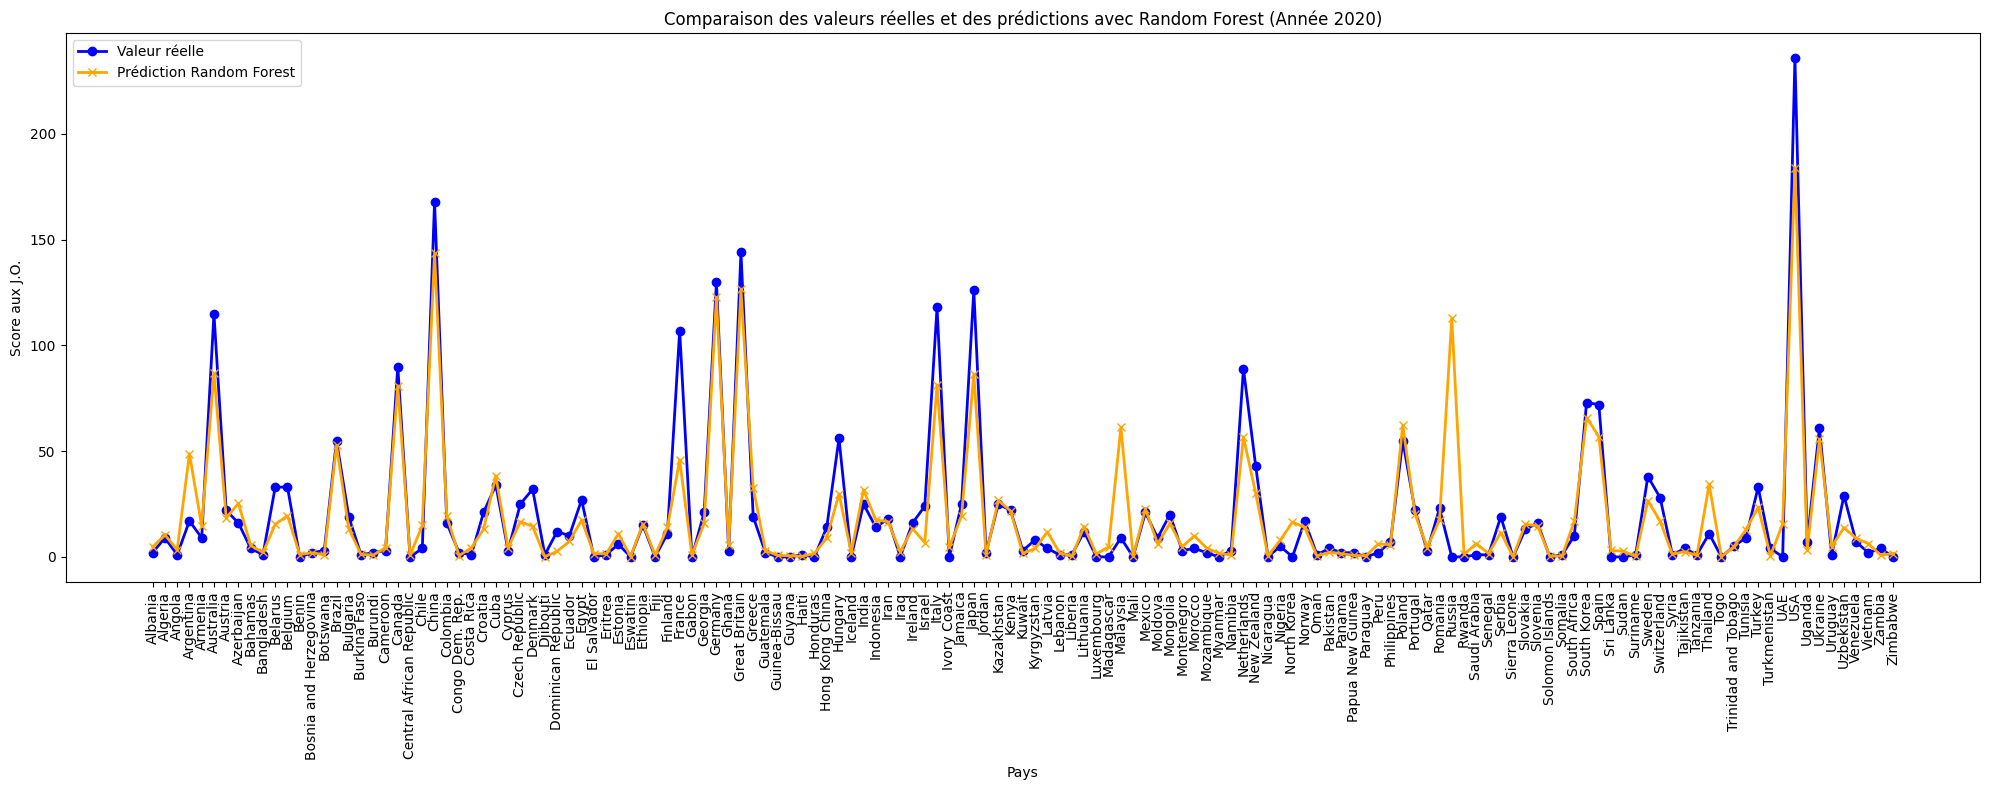 Comparaison des valeurs réelles et des prédictions avec Random Forest (Année 2020)
Valeur réelle
Prédiction Random Forest
Score aux J.O.
200
150
100
50
0
Albania
Algeria
Angola
Argentina
Armenia
Australia
Austria
Azerbaijan
Bahamas
Bangladesh
Belarus
Belgium
Benin
Bosnia and Herzegovina
Botswana
Brazil
Bulgaria
Burkina Faso
Burundi
Cameroon
Canada
Central African Republic
Chile
China
Colombia
Congo Dem. Rep.
Costa Rica
Croatia
Cuba
Cyprus
Czech Republic
Denmark
Djibouti
Dominican Republic
Ecuador
Egypt
El Salvador
Eritrea
Estonia
Eswatini
Ethiopia
Fiji
Finland
France
Gabon
Georgia
Germany
Ghana
Great Britain
Greece
Guatemala
Guinea-Bissau
Guyana
Haiti
Honduras
Hong Kong China
Hungary
Iceland
India
Indonesia
Iran
Iraq
Ireland
Israel
Italy
Ivory Coast
Jamaica
Japan
Jordan
Kazakhstan
Kenya
Kuwait
Kyrgyzstan
Latvia
Lebanon
Liberia
Lithuania
Luxembourg
Madagascar
Malaysia
Mali
Mexico
Moldova
Mongolia
Montenegro
Morocco
Mozambique
Myanmar
Namibia
Netherlands
New Zealand
Nicaragua
Nigeria
North Korea
Norway
Oman
Pakistan
Panama
Papua New Guinea
Paraguay
Peru
Philippines
Poland
Portugal
Qatar
Romania
Russia
Rwanda
Saudi Arabia
Senegal
Serbia
Sierra Leone
Slovakia
Slovenia
Solomon Islands
Somalia
South Africa
South Korea
Spain
Sri Lanka
Sudan
Suriname
Sweden
Switzerland
Syria
Tajikistan
Tanzania
Thailand
Togo
Trinidad and Tobago
Tunisia
Turkey
Turkmenistan
UAE
USA
Uganda
Ukraine
Uruguay
Uzbekistan
Venezuela
Vietnam
Zambia
Zimbabwe
Pays